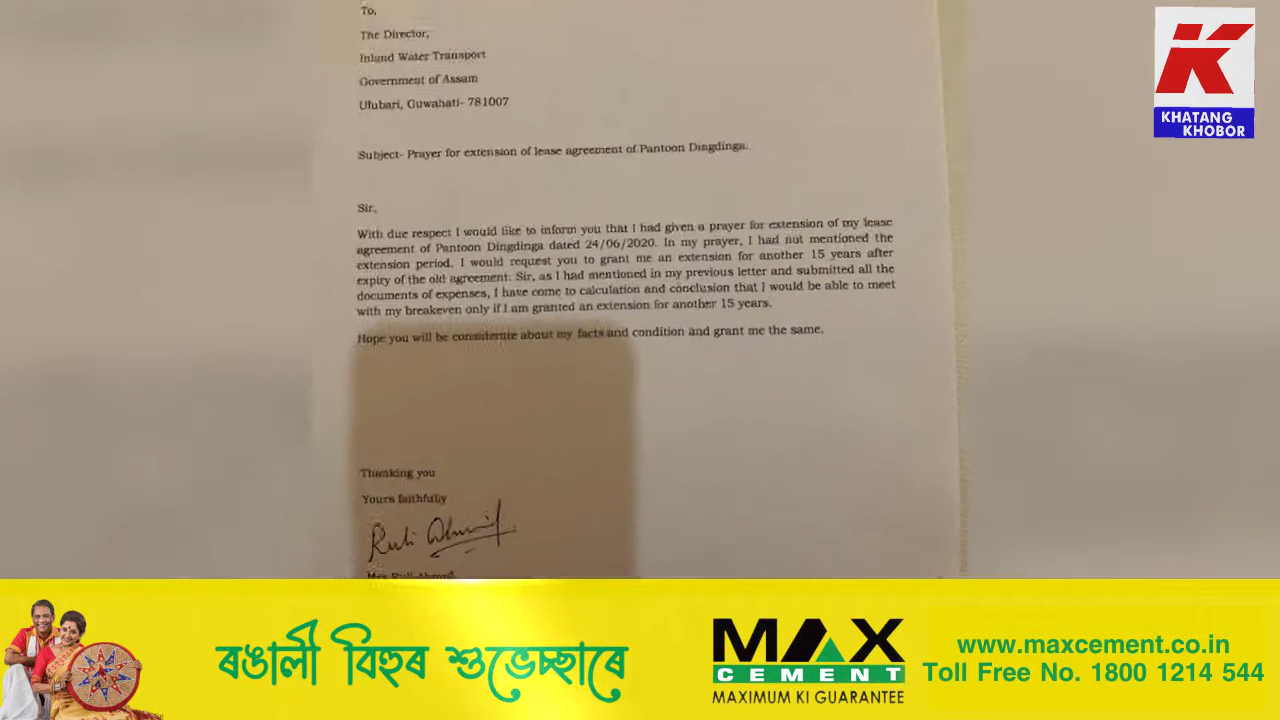 To,
The Director,
Inland Water Transport
Government of Assam
Ulubari, Guwahati- 781007
Subject- Prayer for extension of lease agreement of Pantoon Dingdinga.
Sir,
With due respect I would like to inform you that I had given a prayer for extension of my lease
agreement of Pantoon Dingdinga dated 24/06/2020. In my prayer, I had not mentioned the
extension period. I would request you to grant me an extension for another 15 years after
expiry of the old agreement. Sir, as I had mentioned in my previous letter and submitted all the
documents of expenses, I have come to calculation and conclusion that I would be able to meet
with my breakeven only if I am granted an extension for another 15 years.
Hope you will be considerate about my facts and condition and grant me the same.
Thanking you
Yours faithfully
Ruli Ahmed
Mrs Ruli Ahmed
KHATANG
KHOBOR
ৰঙালী বিহুৰ শুভেচ্ছাৰে
MAX
CEMENT
MAXIMUM KI GUARANTEE
www.maxcement.co.in
Toll Free No. 1800 1214 544